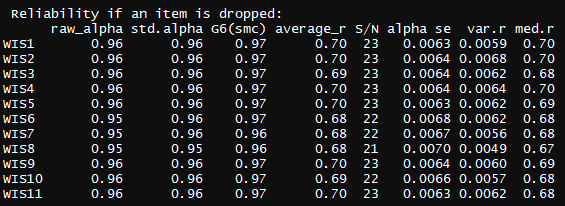 Reliability if an item is dropped:
raw_alpha std.alpha G6(smc) average_r S/N alpha se var.r med.r
WIS1 0.96 0.96 0.97 0.70 23 0.0063 0.0059 0.70
WIS2 0.96 0.96 0.97 0.70 23 0.0064 0.0068 0.70
WIS3 0.96 0.96 0.97 0.69 23 0.0064 0.0062 0.68
WIS4 0.96 0.96 0.97 0.70 23 0.0064 0.0064 0.70
WIS5 0.96 0.96 0.97 0.70 23 0.0063 0.0062 0.69
WIS6 0.95 0.96 0.97 0.68 22 0.0068 0.0062 0.68
WIS7 0.95 0.96 0.96 0.68 22 0.0067 0.0056 0.68
WIS8 0.95 0.95 0.96 0.68 21 0.0070 0.0049 0.67
WIS9 0.96 0.96 0.97 0.70 23 0.0064 0.0060 0.69
WIS10 0.96 0.96 0.97 0.69 22 0.0066 0.0057 0.68
WIS11 0.96 0.96 0.97 0.70 23 0.0063 0.0062 0.68